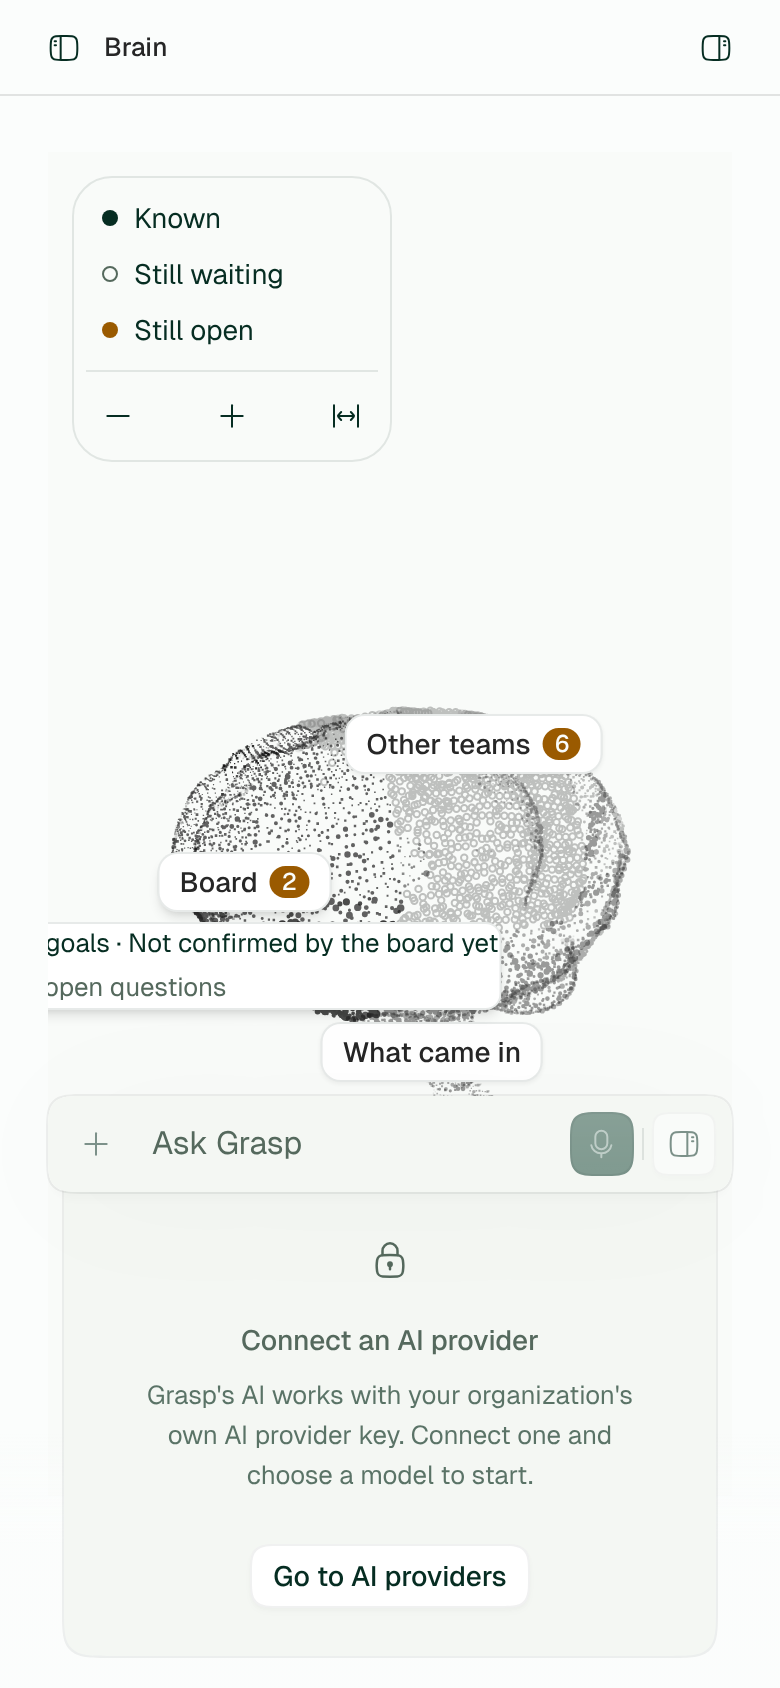 Brain
Known
Still waiting
Still open
Other teams 6
Board 2
goals · Not confirmed by the board yet
open questions
What came in
Ask Grasp
Connect an AI provider
Grasp's AI works with your organization's
own AI provider key. Connect one and
choose a model to start.
Go to AI providers